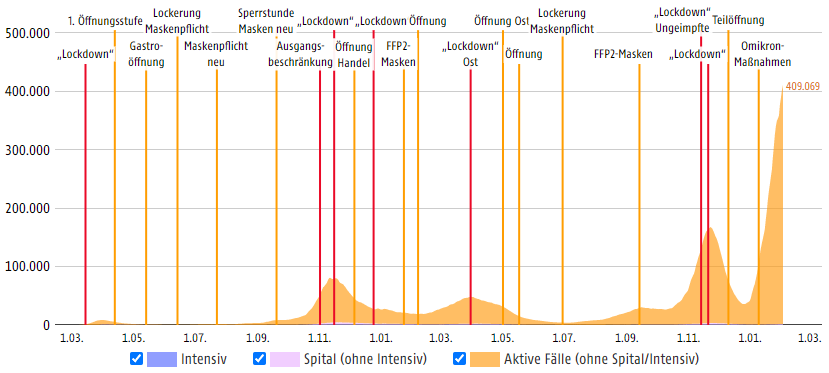 1. Öffnungsstufe
Lockerung
Maskenpflicht
Sperrstunde
Masken neu
„Lockdown“
„Lockdown
Öffnung
Öffnung Ost
Lockerung
Maskenpflicht
„Lockdown“
Ungeimpfte
Teilöffnung
„Lockdown“
Gastro-
öffnung
Maskenpflicht
neu
Ausgangs-
beschränkung
Öffnung
Handel
FFP2-
Masken
„Lockdown“
Ost
Öffnung
FFP2-Masken
„Lockdown“
Omikron-
Maßnahmen
500.000
400.000
300.000
200.000
100.000
0
409.069
1.03.
1.05.
1.07.
1.09.
1.11.
1.01.
1.03.
1.05.
1.07.
1.09.
1.11.
1.01.
1.03.
Intensiv
Spital (ohne Intensiv)
Aktive Fälle (ohne Spital/Intensiv)